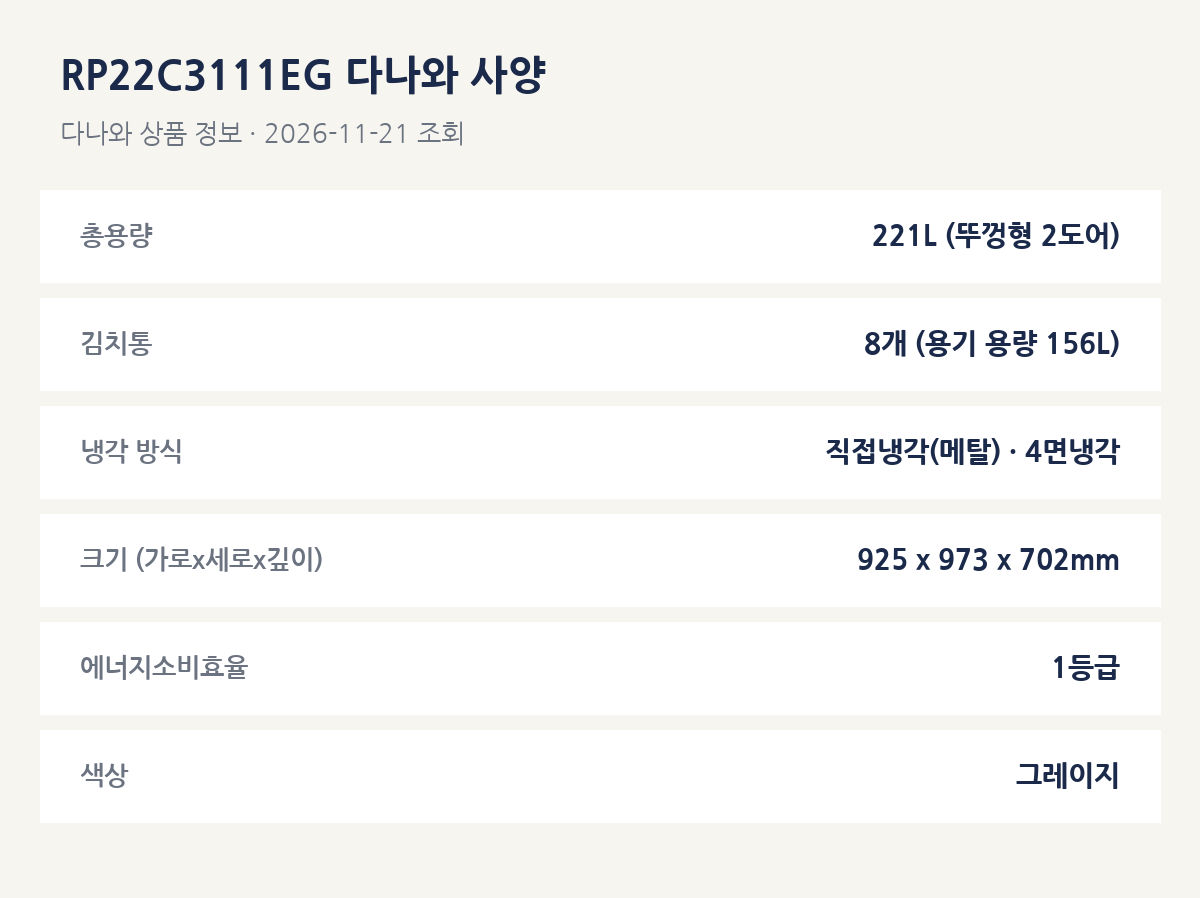 RP22C3111EG 다나와 사양
다나와 상품 정보 · 2026-11-21 조회
총용량 221L (뚜껑형 2도어)
김치통 8개 (용기 용량 156L)
냉각 방식 직접냉각(메탈) · 4면냉각
크기 (가로x세로x깊이) 925 x 973 x 702mm
에너지소비효율 1등급
색상 그레이지